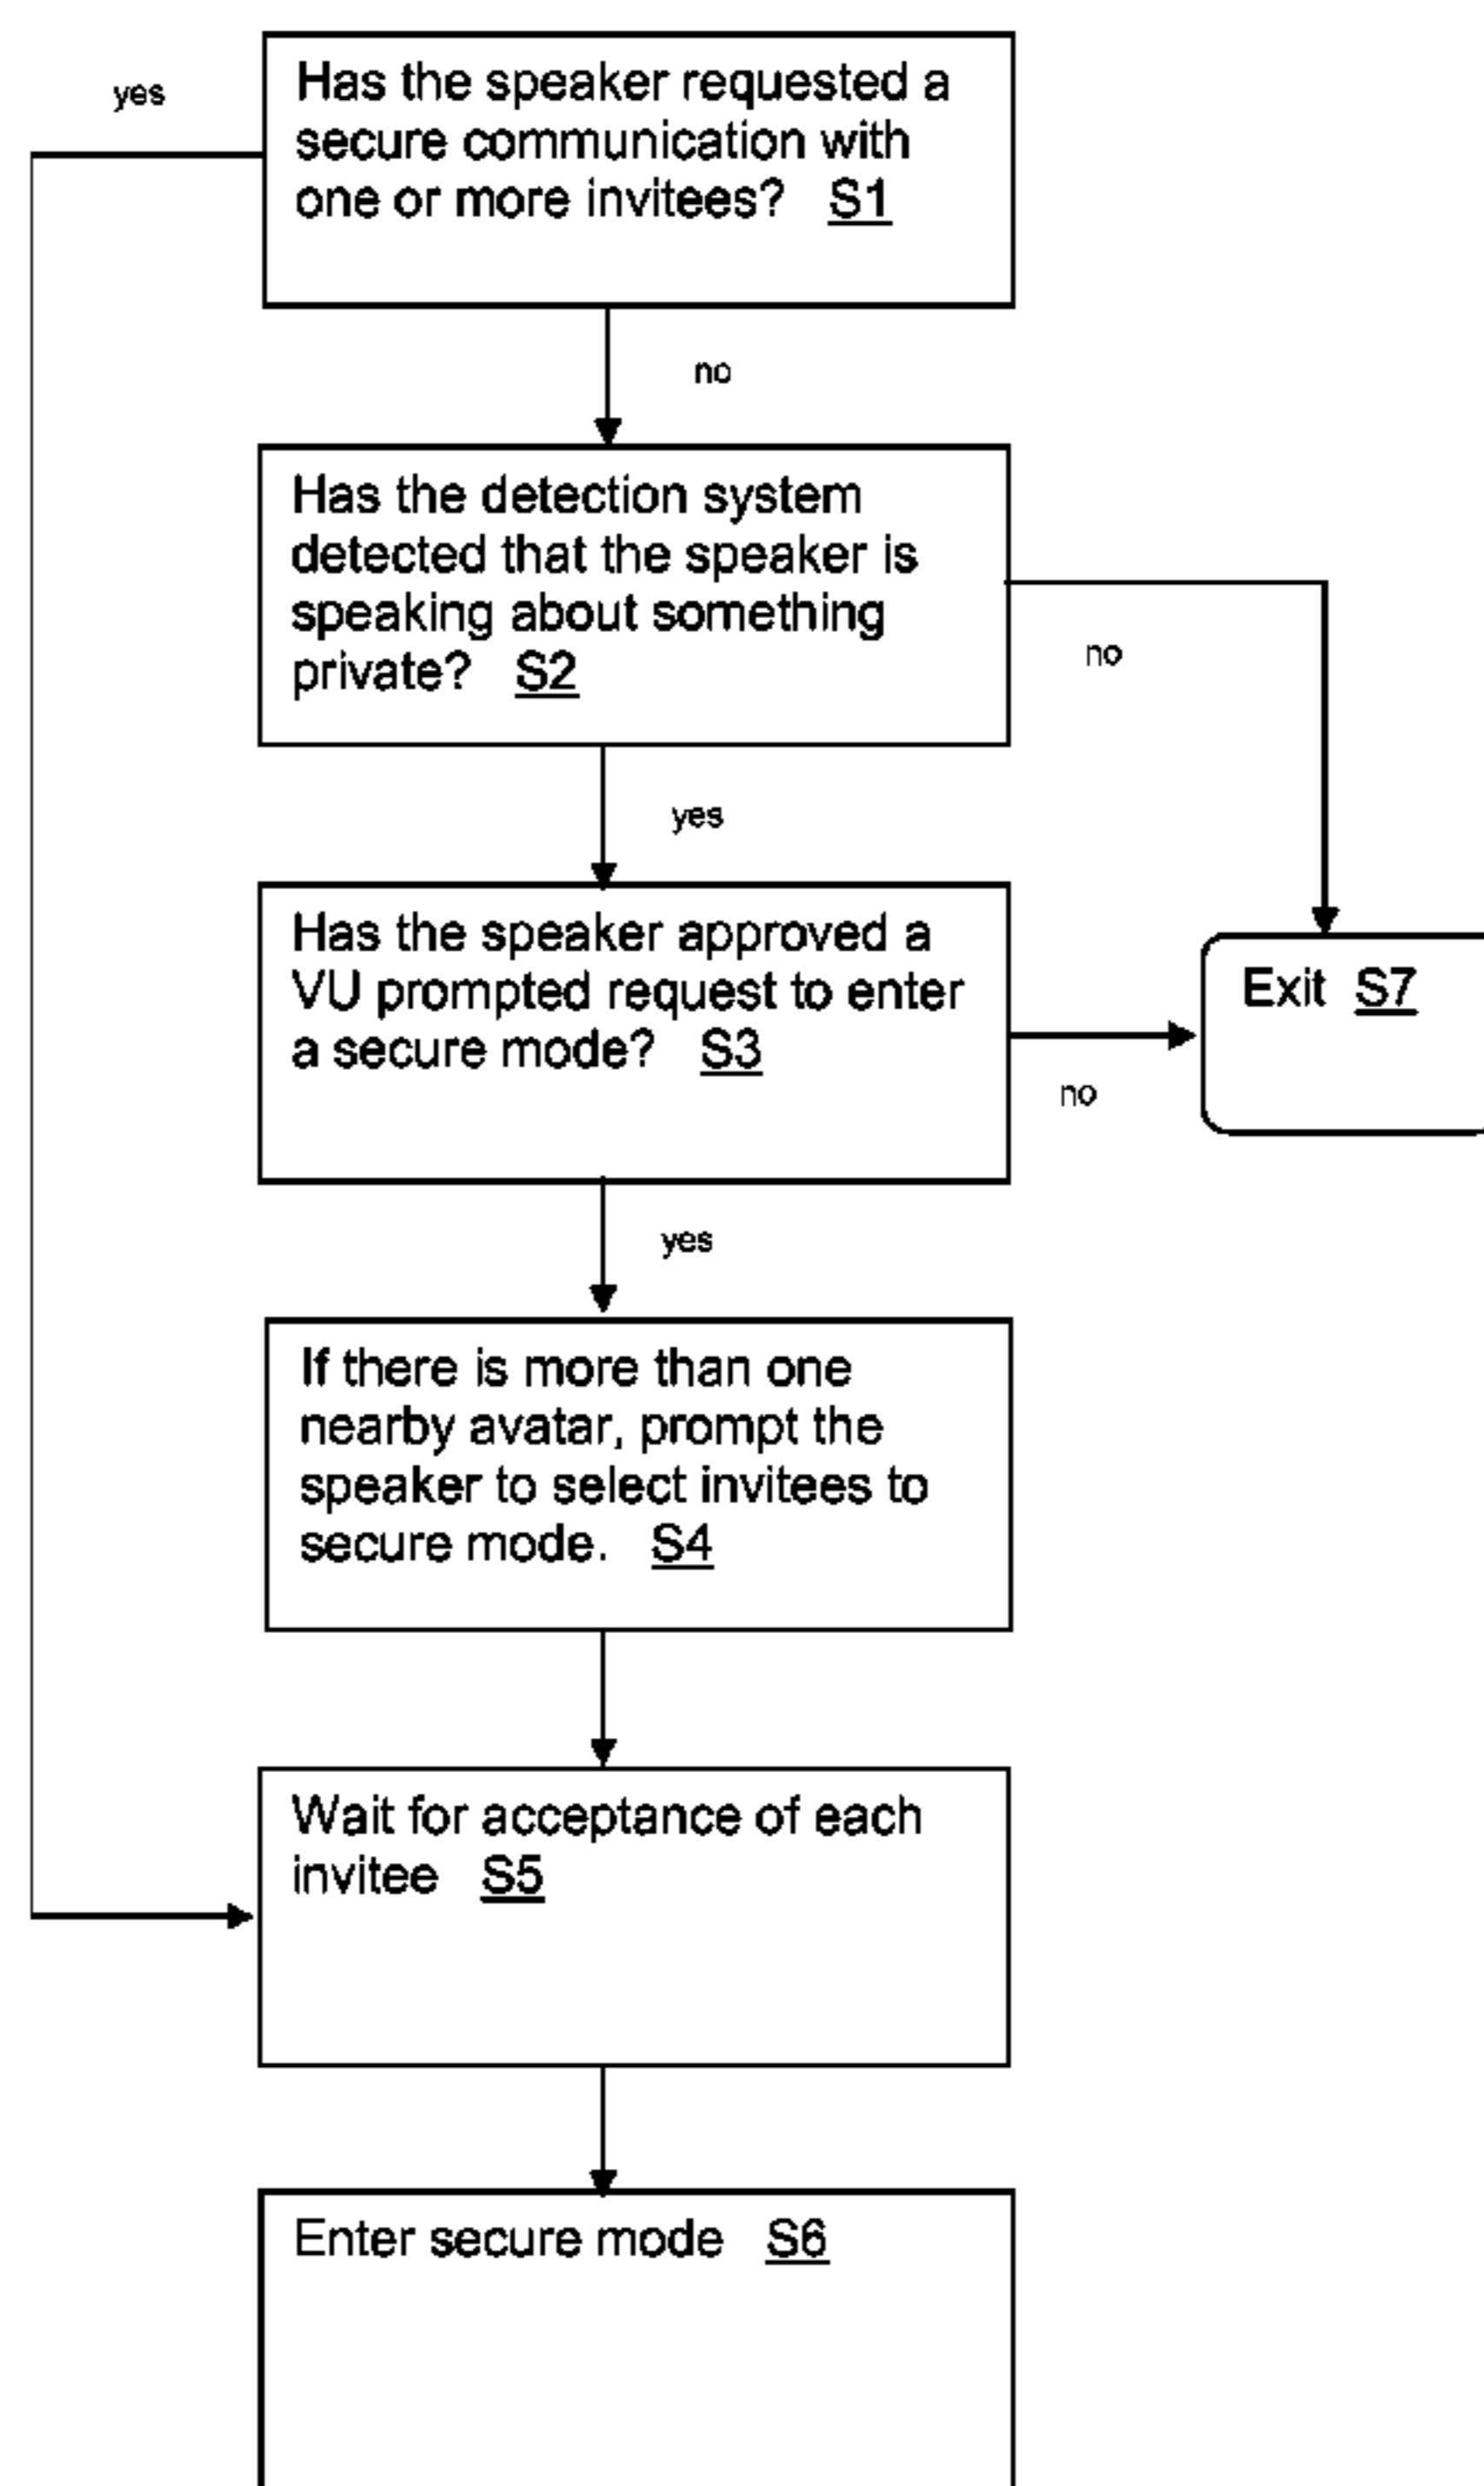 yes
Has the speaker requested a
secure communication with
one or more invitees? S1
no
Has the detection system
detected that the speaker is
speaking about something
private? S2
no
yes
Has the speaker approved a
VU prompted request to enter
a secure mode? S3
Exit S7
no
yes
If there is more than one
nearby avatar, prompt the
speaker to select invitees to
secure mode. S4
Wait for acceptance of each
invitee S5
Enter secure mode S6